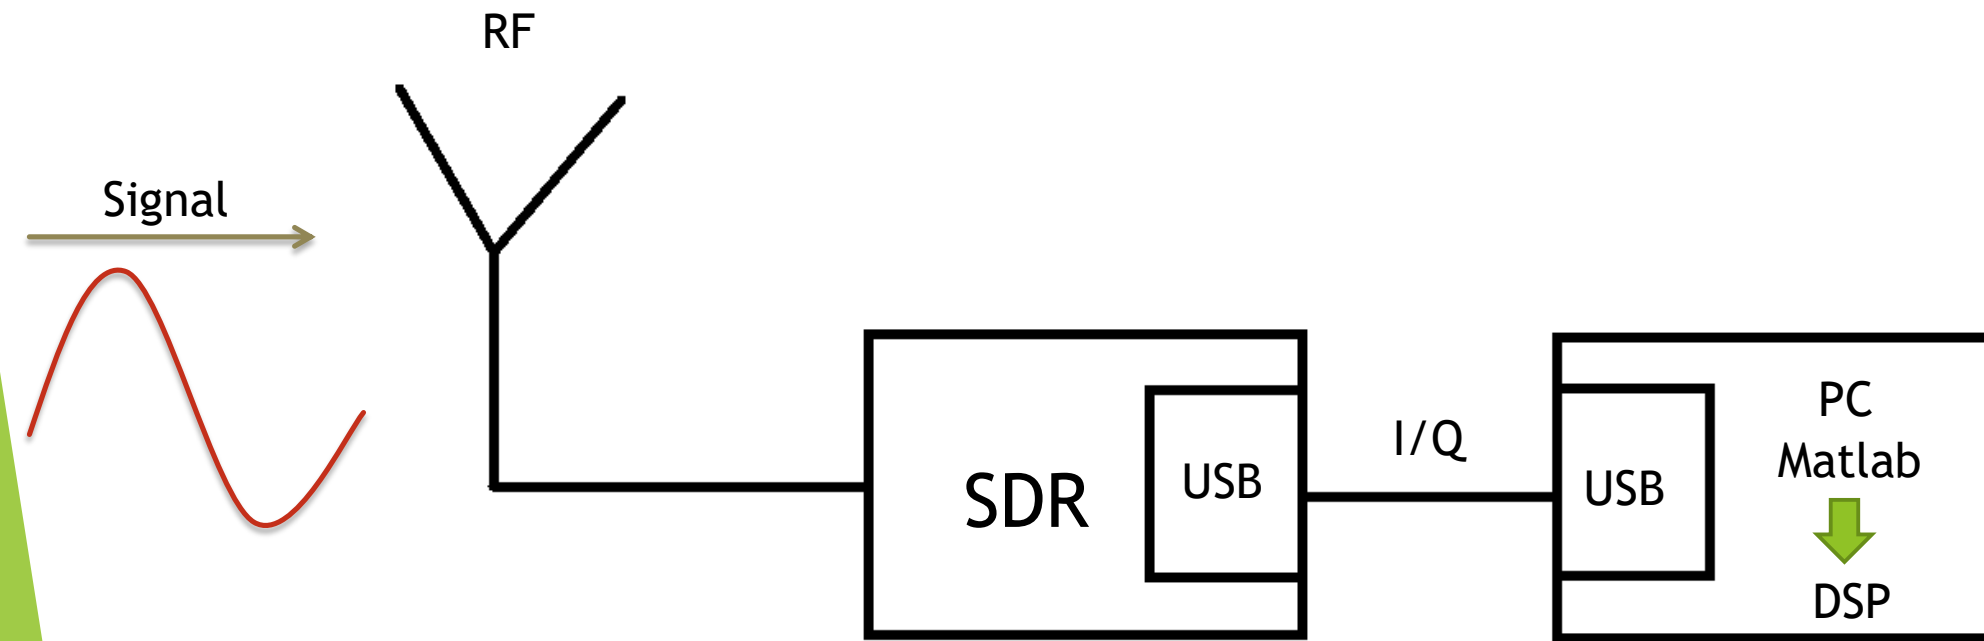 RF
Signal
SDR
USB
I/Q
USB
PC
Matlab
DSP